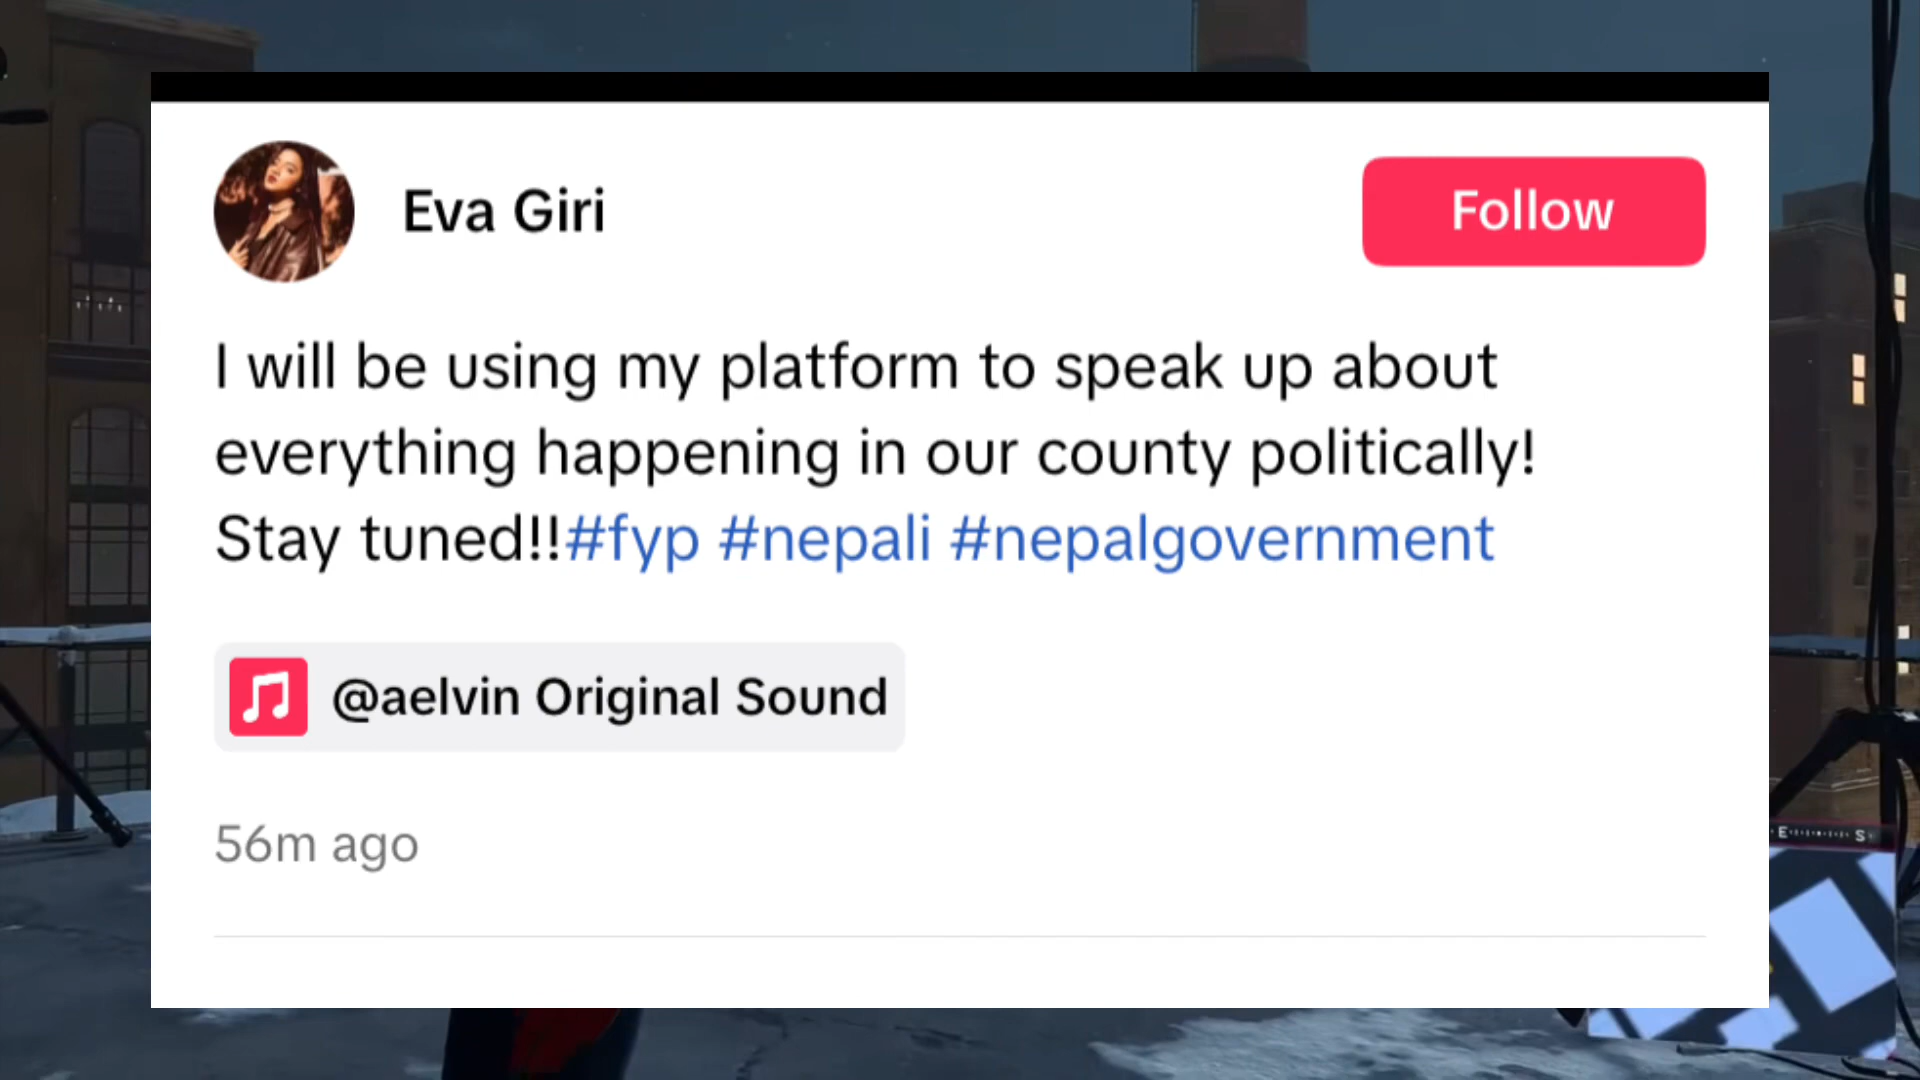 Eva Giri
Follow
I will be using my platform to speak up about
everything happening in our county politically!
Stay tuned!!#fyp #nepali #nepalgovernment
@aelvin Original Sound
56m ago
E S